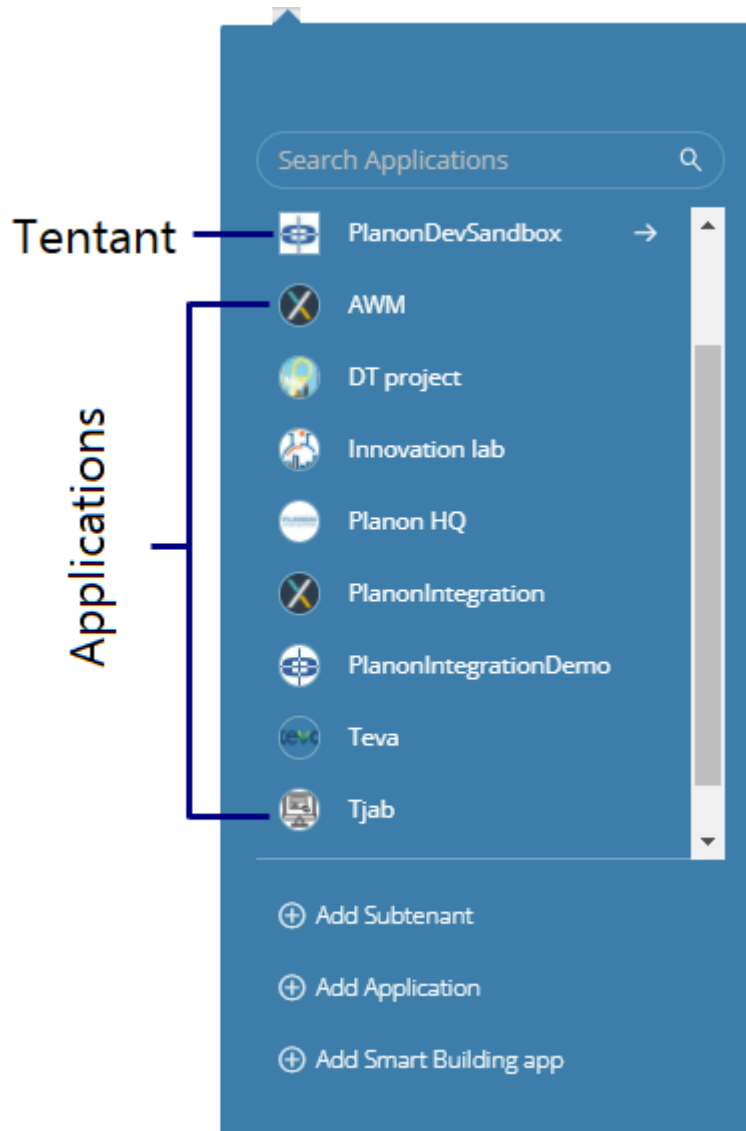 Search Applications
Tentant
PlanonDevSandbox
Applications
AWM
DT project
Innovation lab
Planon HQ
PlanonIntegration
PlanonIntegrationDemo
Teva
Tjab
Add Subtenant
Add Application
Add Smart Building app